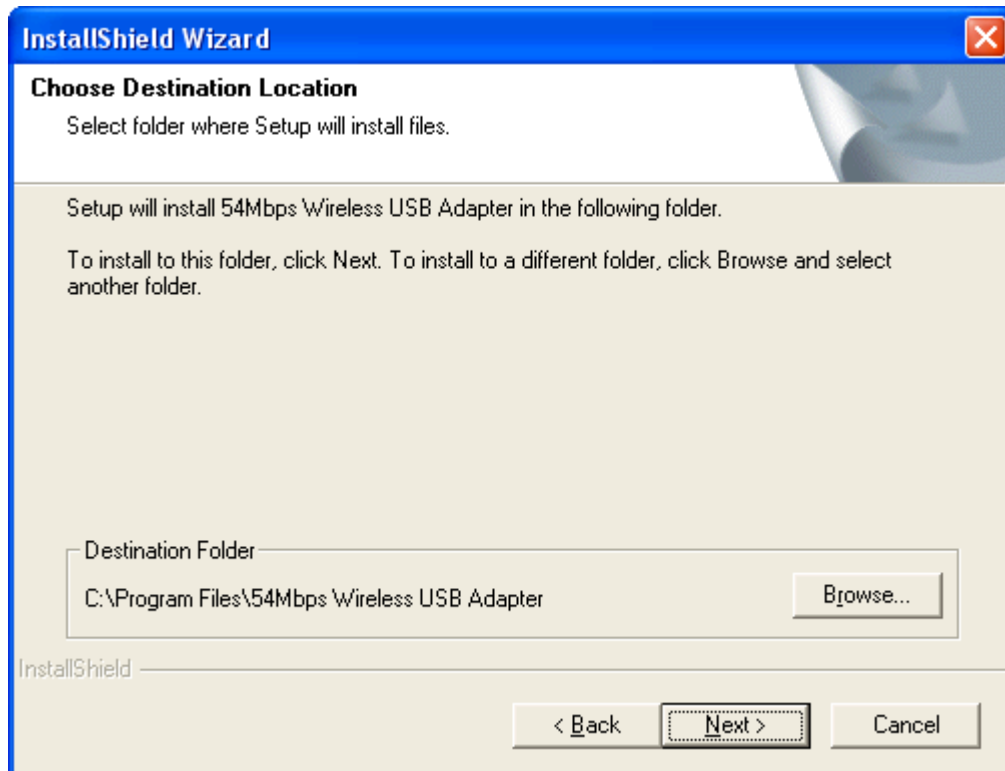 InstallShield Wizard
Choose Destination Location
Select folder where Setup will install files.
Setup will install 54Mbps Wireless USB Adapter in the following folder.
To install to this folder, click Next. To install to a different folder, click Browse and select
another folder.
Destination Folder
C:\Program Files\54Mbps Wireless USB Adapter
Browse...
InstallShield
< Back
Next >
Cancel